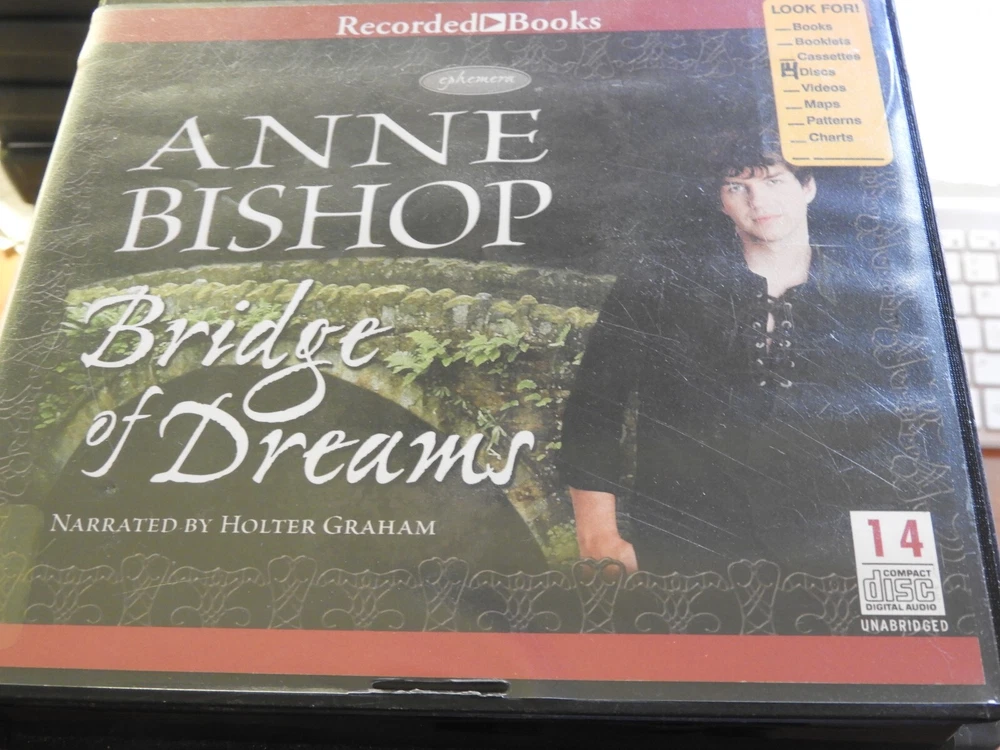 Recorded Books
ephemera
ANNE
BISHOP
Bridge
of Dreams
NARRATED BY HOLTER GRAHAM
LOOK FOR!
Books
Booklets
Cassettes
14 Discs
Videos
Maps
Patterns
Charts
14
COMPACT
disc
DIGITAL AUDIO
UNABRIDGED